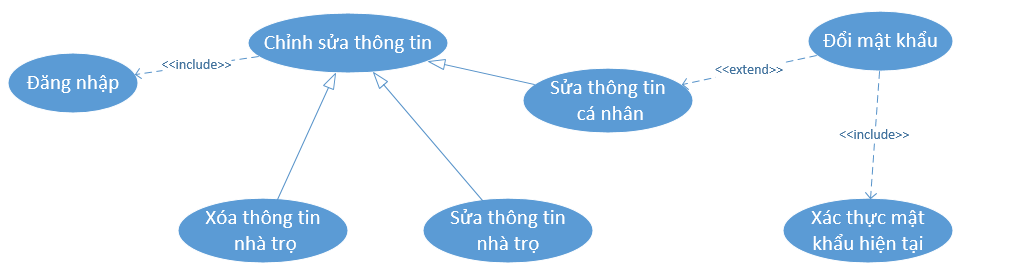 Chỉnh sửa thông tin
Đổi mật khẩu
<<include>>
<<extend>>
Đăng nhập
Sửa thông tin
cá nhân
<<include>>
Xóa thông tin
nhà trọ
Sửa thông tin
nhà trọ
Xác thực mật
khẩu hiện tại